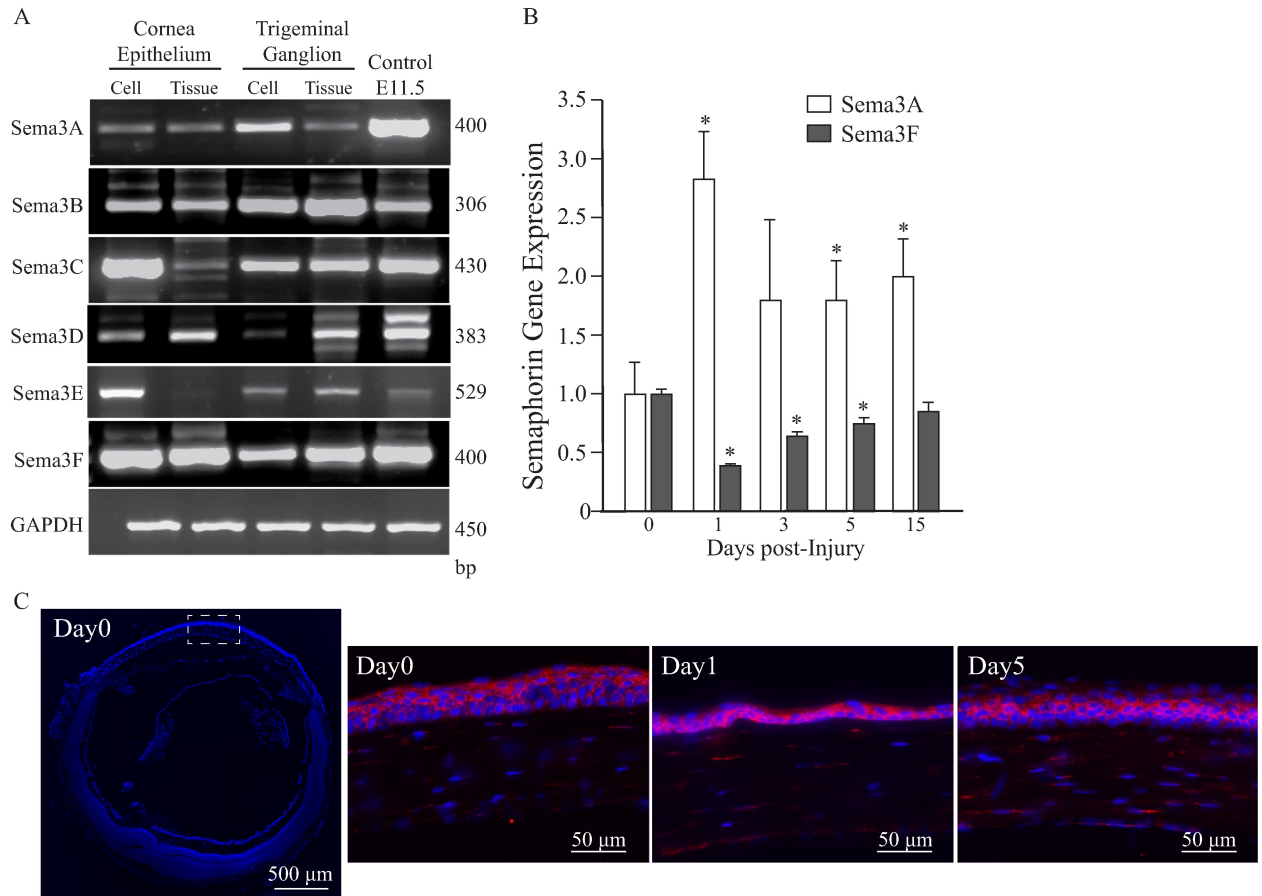 A
Cornea
Epithelium
Trigeminal
Ganglion
Control
E11.5
Cell
Tissue
Cell
Tissue
Sema3A
400
Sema3B
306
Sema3C
430
Sema3D
383
Sema3E
529
Sema3F
400
GAPDH
450
bp
B
Semaphorin Gene Expression
3.5
3.0
2.5
2.0
1.5
1.0
0.5
0
Sema3A
Sema3F
*
*
*
*
*
*
0 1 3 5 15
Days post-Injury
C
Day0
500 µm
Day0
50 µm
Day1
50 µm
Day5
50 µm